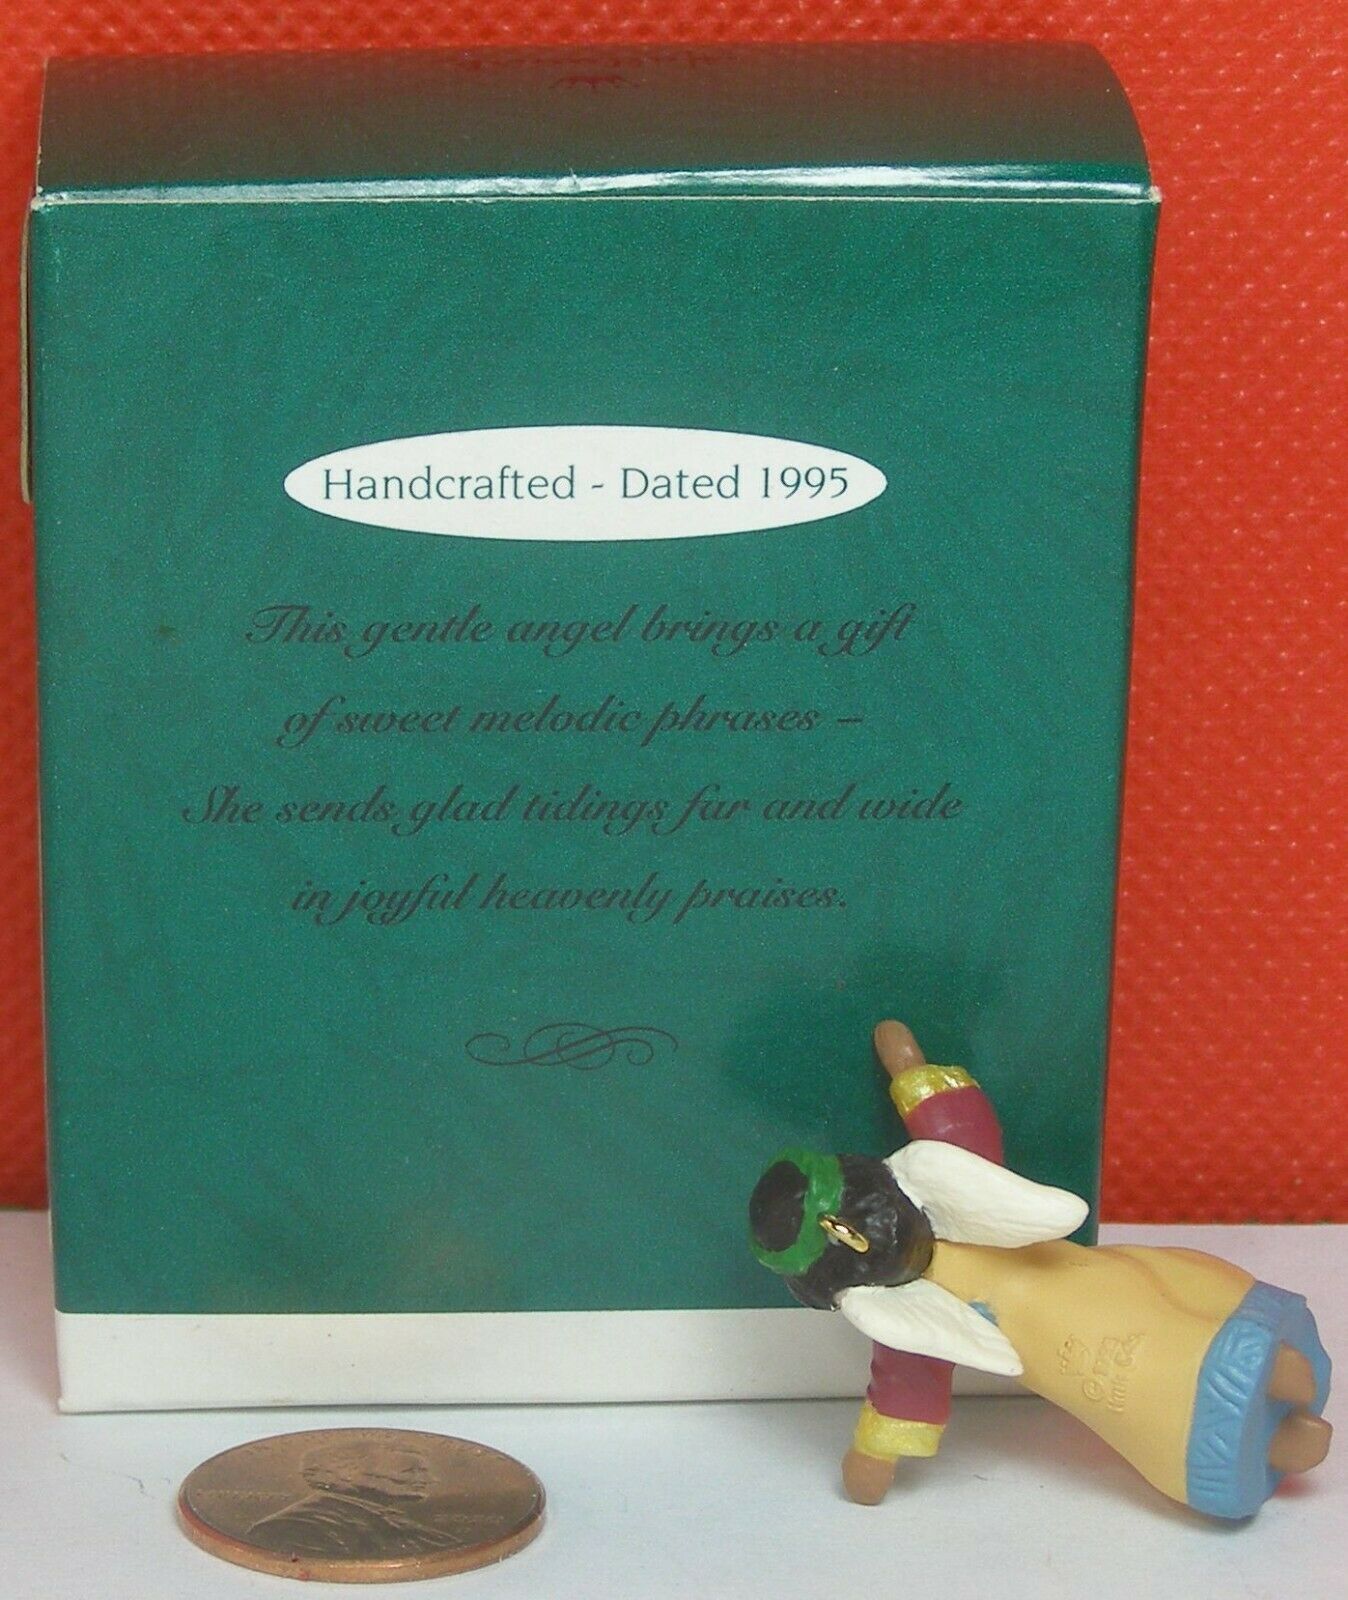 Handcrafted - Dated 1995
This gentle angel brings a gift
of sweet melodic phrases –
She sends glad tidings far and wide
in joyful heavenly praises.